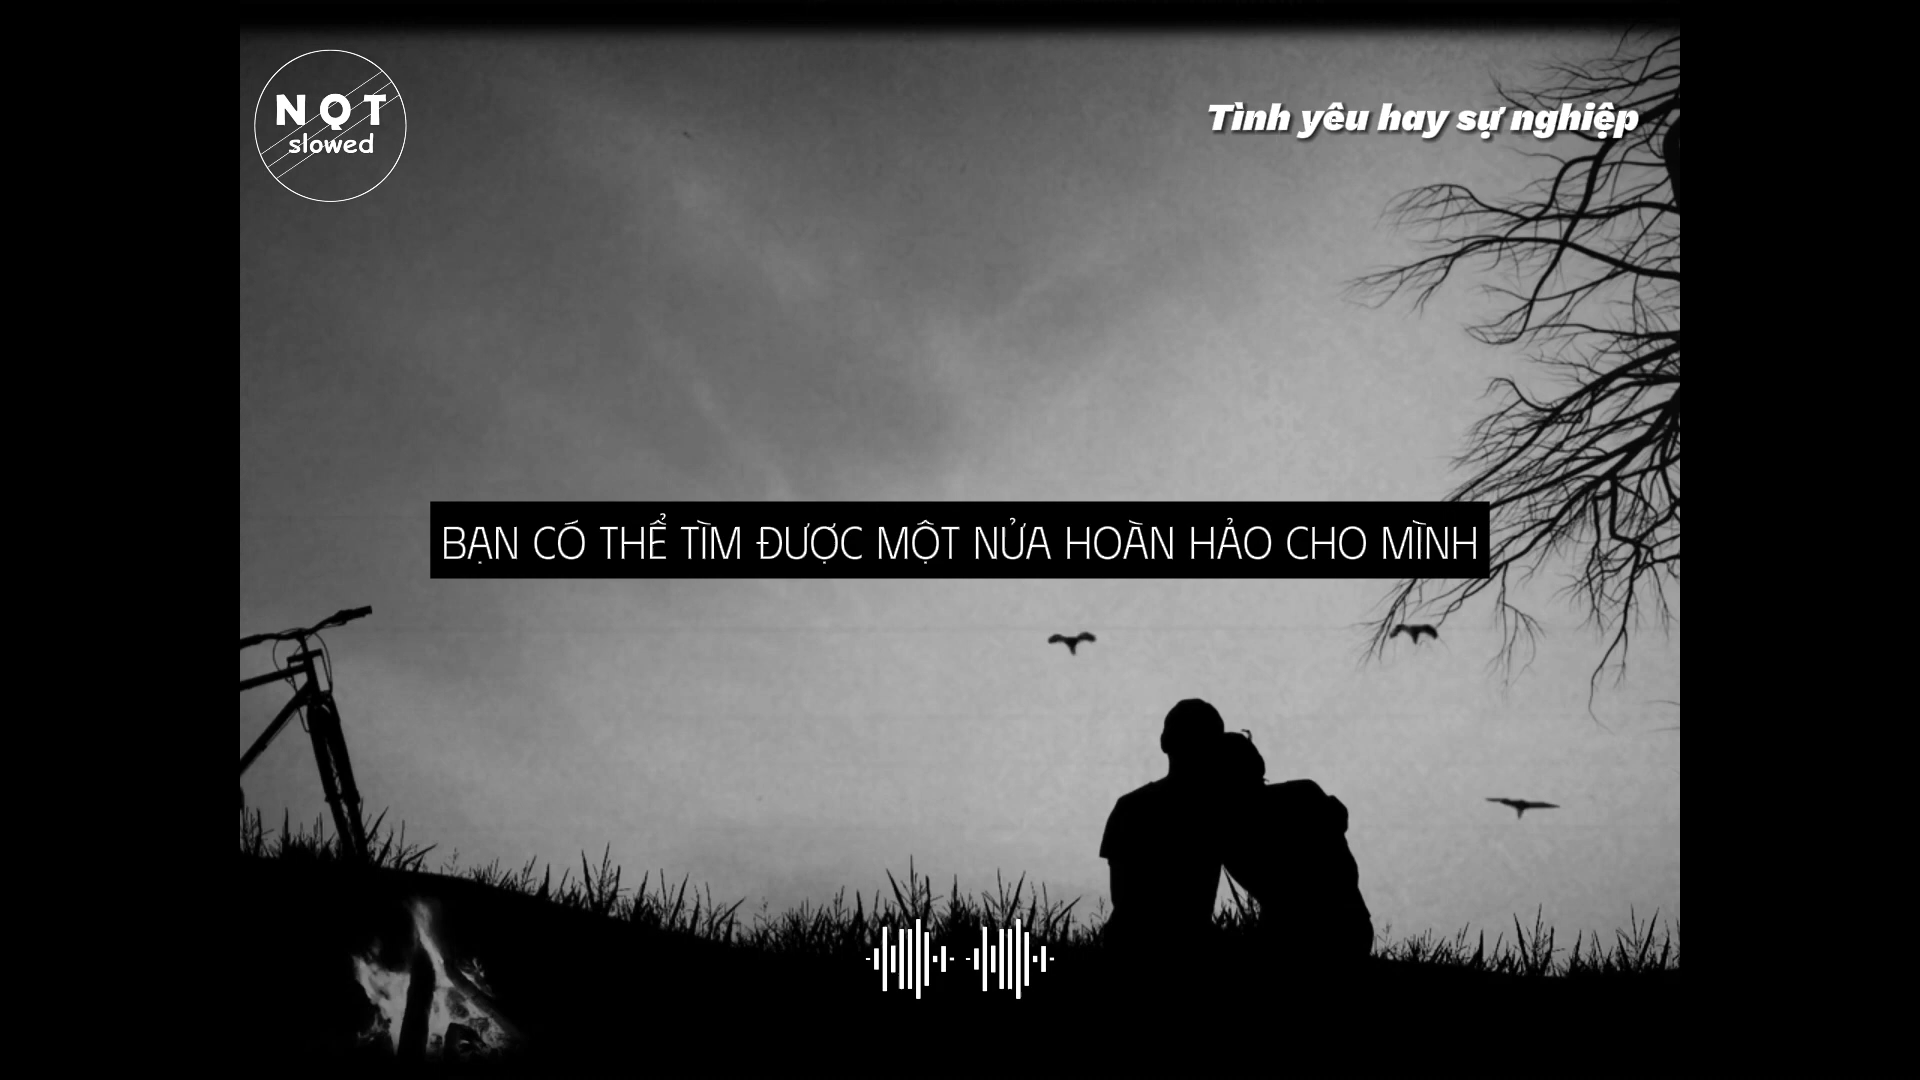 NQT
slowed
Tình yêu hay sự nghiệp
BẠN CÓ THỂ TÌM ĐƯỢC MỘT NỬA HOÀN HẢO CHO MÌNH